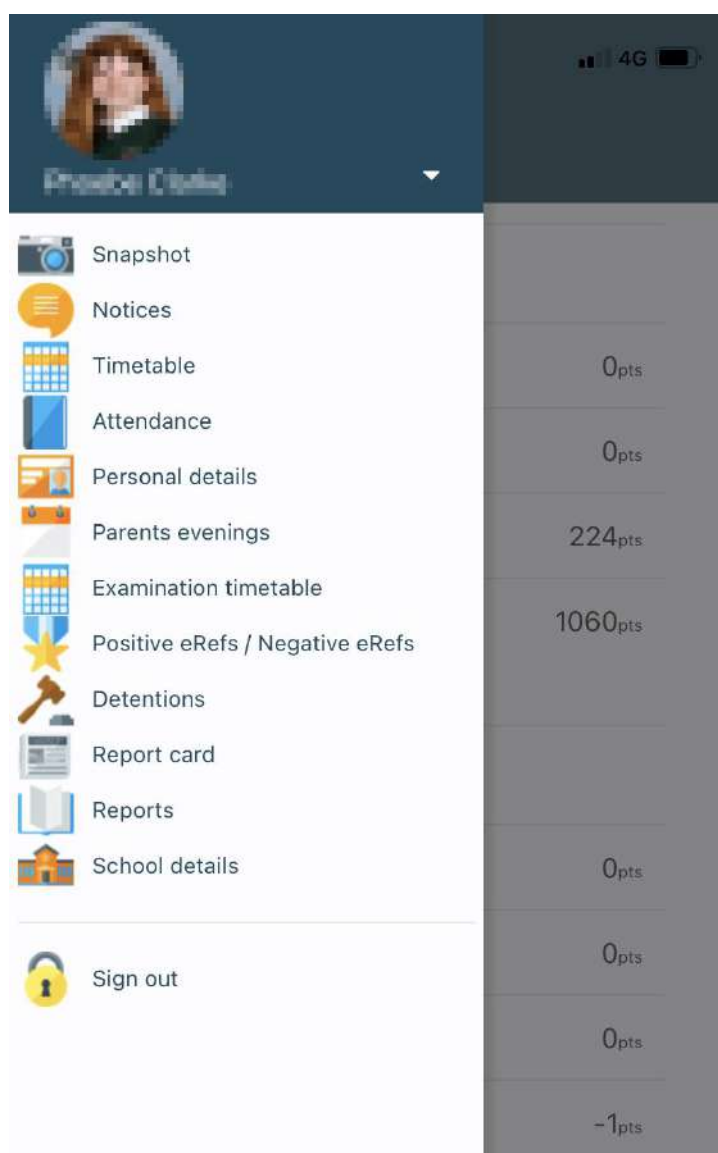 4G
Snapshot
Notices
Timetable
0pts
Attendance
0pts
Personal details
Parents evenings
224pts
Examination timetable
1060pts
Positive eRefs / Negative eRefs
Detentions
Report card
Reports
School details
0pts
0pts
Sign out
0pts
-1pts